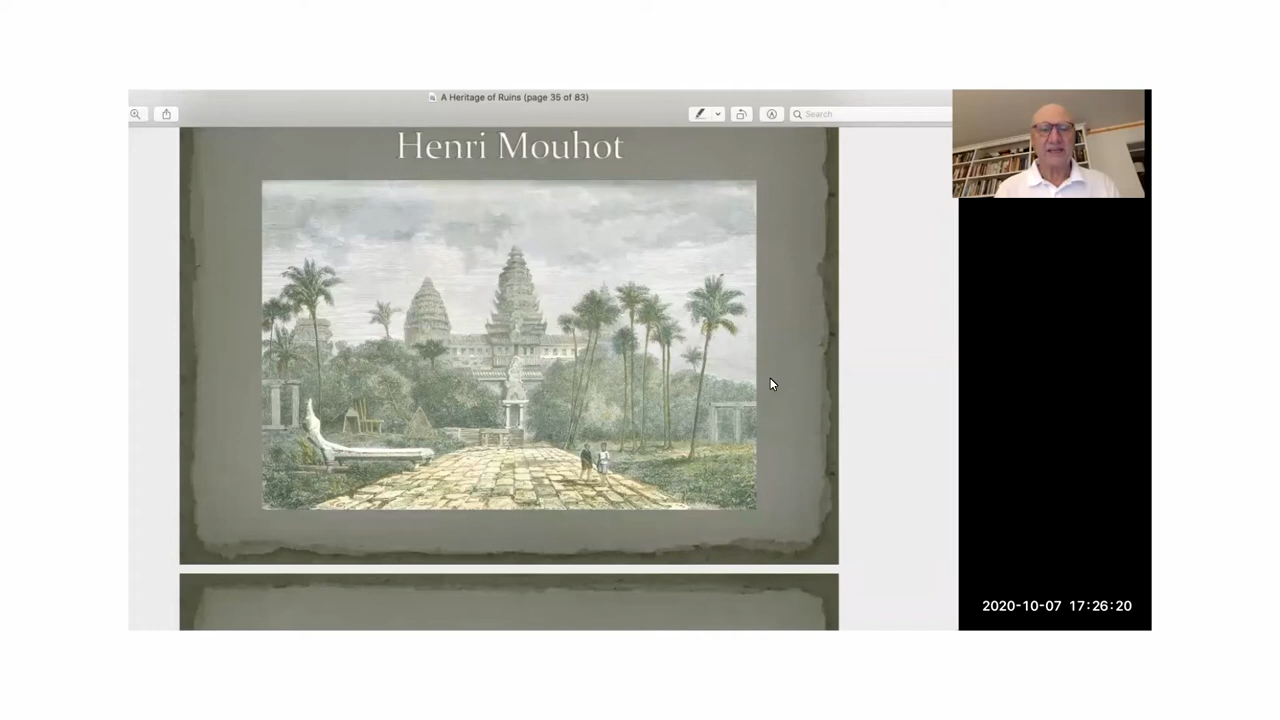 A Heritage of Ruins (page 35 of 83)
Search
Henri Mouhot
2020-10-07 17:26:20